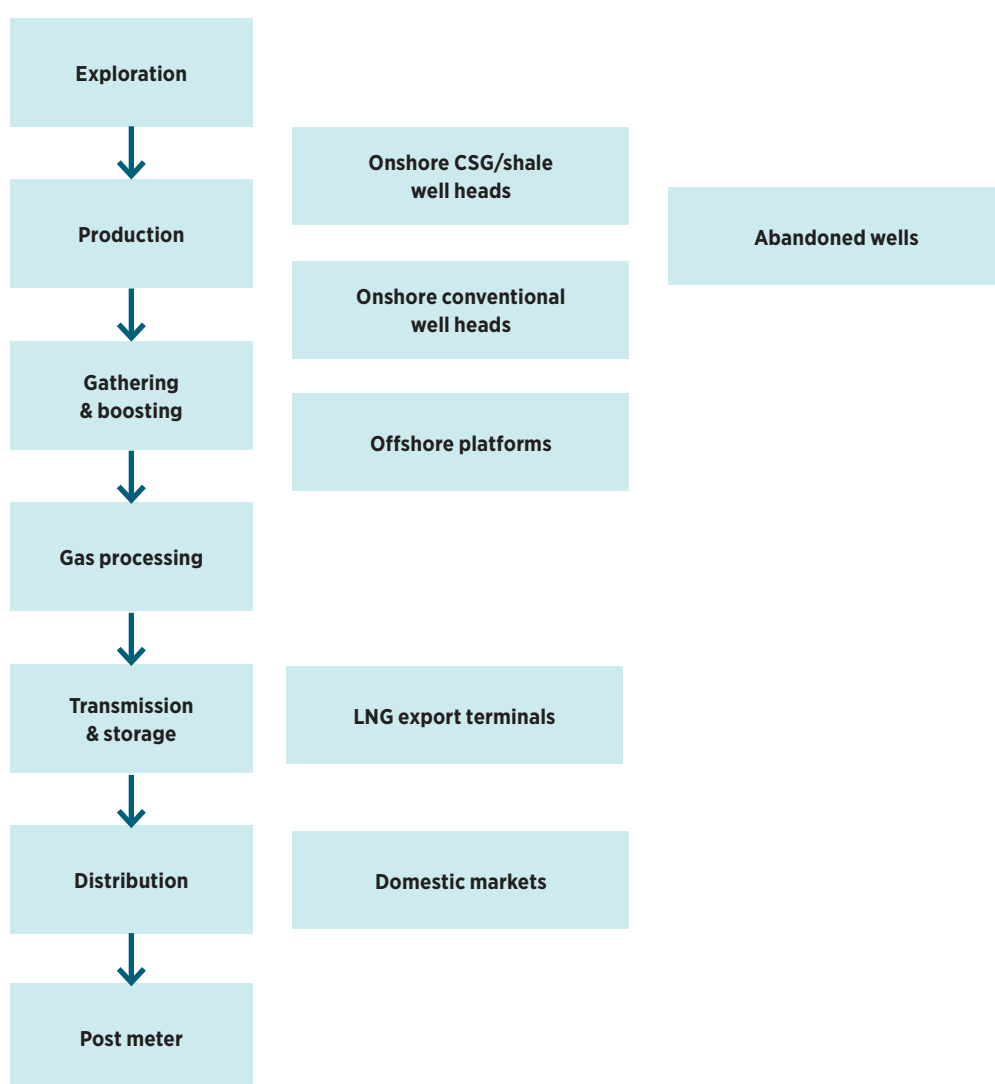 Exploration
Production
Gathering
& boosting
Gas processing
Transmission
& storage
Distribution
Post meter
Onshore CSG/shale
well heads
Onshore conventional
well heads
Offshore platforms
LNG export terminals
Domestic markets
Abandoned wells